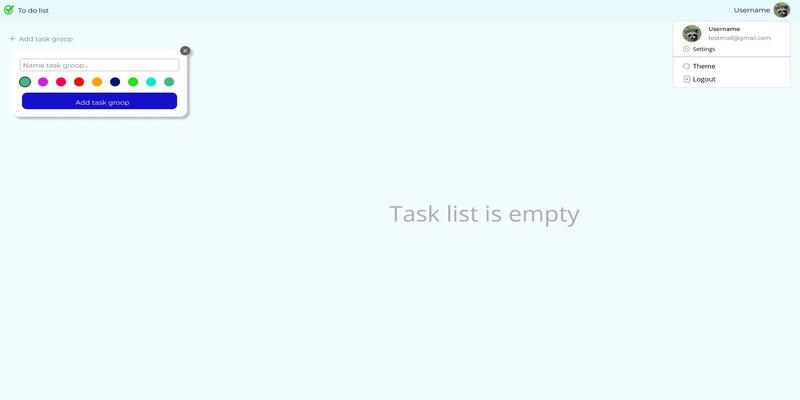 To do list
Username
+ Add task groop
Name task groop...
Add task groop
Username
testmail@gmail.com
Settings
Theme
Logout
Task list is empty